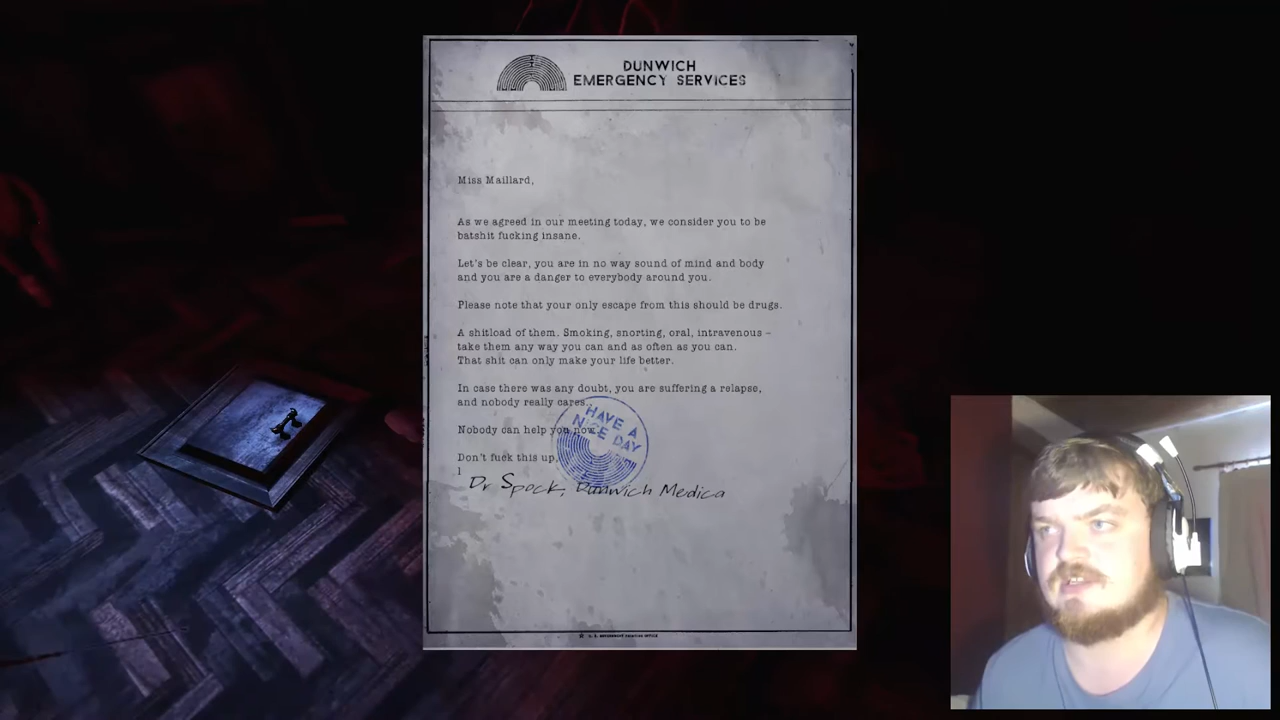 DUNWICH
EMERGENCY SERVICES
Miss Maillard,
As we agreed in our meeting today, we consider you to be
batshit fucking insane.
Let's be clear, you are in no way sound of mind and body
and you are a danger to everybody around you.
Please note that your only escape from this should be drugs.
A shitload of them. Smoking, snorting, oral, intravenous –
take them any way you can and as often as you can.
That shit can only make your life better.
In case there was any doubt, you are suffering a relapse,
and nobody really cares.
HAVE A
NICE DAY
Nobody can help you now.
Don't fuck this up,
Dr Spock, Dunwich Medica